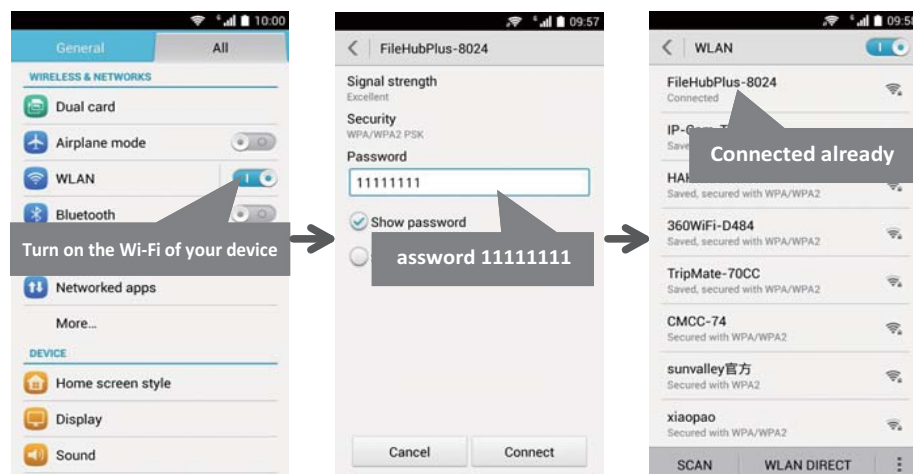 10:00
General
All
WIRELESS & NETWORKS
Dual card
Airplane mode
WLAN
Bluetooth
Turn on the Wi-Fi of your device
Networked apps
More...
DEVICE
Home screen style
Display
Sound
09:57
FileHubPlus-8024
Signal strength
Excellent
Security
WPA/WPA2 PSK
Password
11111111
Show password
assword 11111111
Cancel
Connect
09:58
WLAN
FileHubPlus-8024
Connected
Connected already
Saved, secured with WPA/WPA2
360WiFi-D484
Saved, secured with WPA/WPA2
TripMate-70CC
Saved, secured with WPA/WPA2
CMCC-74
Secured with WPA/WPA2
sunvalley官方
Secured with WPA2
xiaopao
Secured with WPA/WPA2
SCAN
WLAN DIRECT